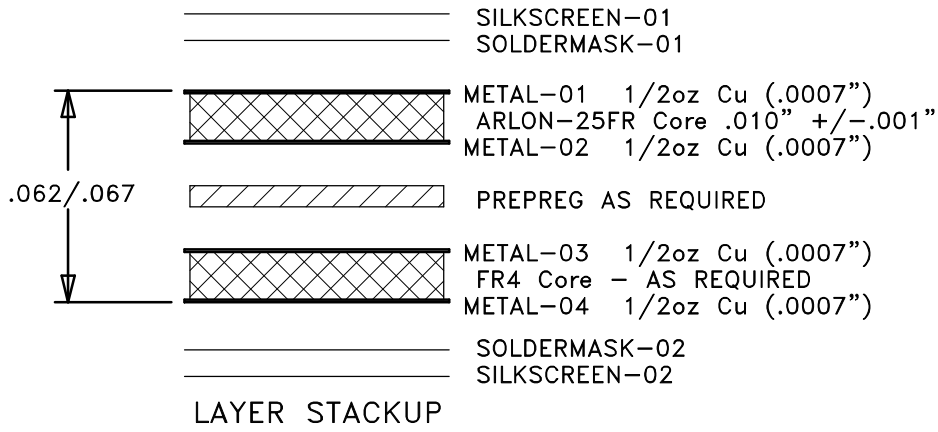 SILKSCREEN-01
SOLDERMASK-01
METAL-01 1/2oz Cu (.0007")
ARLON-25FR Core .010" +/-.001"
METAL-02 1/2oz Cu (.0007")
.062/.067
PREPREG AS REQUIRED
METAL-03 1/2oz Cu (.0007")
FR4 Core - AS REQUIRED
METAL-04 1/2oz Cu (.0007")
SOLDERMASK-02
SILKSCREEN-02
LAYER STACKUP